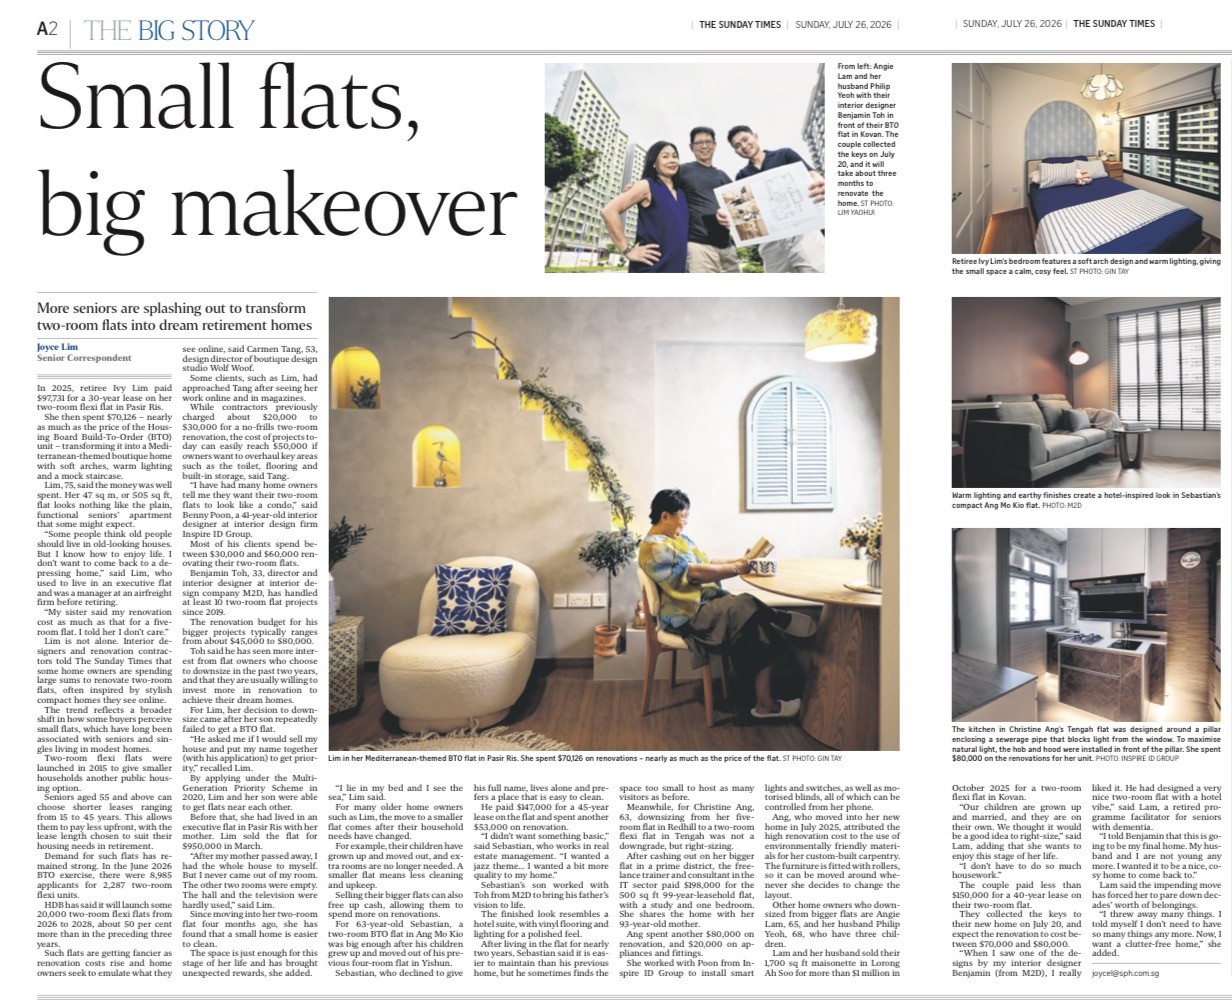 A2
THE BIG STORY
THE SUNDAY TIMES | SUNDAY, JULY 26, 2026 |
| SUNDAY, JULY 26, 2026 | THE SUNDAY TIMES |
Small flats,
big makeover
From left: Angie
Lam and her
husband Philip
Yeoh with their
interior designer
Benjamin Toh in
front of their BTO
flat in Kovan. The
couple collected
the keys on July
20, and it will
take about three
months to
renovate the
home. ST PHOTO:
LIM YAOHUI
Retiree Ivy Lim's bedroom features a soft arch design and warm lighting, giving
the small space a calm, cosy feel. ST PHOTO: GIN TAY
More seniors are splashing out to transform
two-room flats into dream retirement homes
Joyce Lim
Senior Correspondent
In 2025, retiree Ivy Lim paid
$97,731 for a 30-year lease on her
two-room flexi flat in Pasir Ris.
She then spent $70,126 – nearly
as much as the price of the Hous-
ing Board Build-To-Order (BTO)
unit – transforming it into a Medi-
terranean-themed boutique home
with soft arches, warm lighting
and a mock staircase.
Lim, 75, said the money was well
spent. Her 47 sq m, or 505 sq ft,
flat looks nothing like the plain,
functional seniors' apartment
that some might expect.
"Some people think old people
should live in old-looking houses.
But I know how to enjoy life. I
don't want to come back to a de-
pressing home," said Lim, who
used to live in an executive flat
and was a manager at an airfreight
firm before retiring.
"My sister said my renovation
cost as much as that for a five-
room flat. I told her I don't care."
Lim is not alone. Interior de-
signers and renovation contrac-
tors told The Sunday Times that
some home owners are spending
large sums to renovate two-room
flats, often inspired by stylish
compact homes they see online.
The trend reflects a broader
shift in how some buyers perceive
small flats, which have long been
associated with seniors and sin-
gles living in modest homes.
Two-room flexi flats were
launched in 2015 to give smaller
households another public hous-
ing option.
Seniors aged 55 and above can
choose shorter leases ranging
from 15 to 45 years. This allows
them to pay less upfront, with the
lease length chosen to suit their
housing needs in retirement.
Demand for such flats has re-
mained strong. In the June 2026
BTO exercise, there were 8,985
applicants for 2,287 two-room
flexi units.
HDB has said it will launch some
20,000 two-room flexi flats from
2026 to 2028, about 50 per cent
more than in the preceding three
years.
Such flats are getting fancier as
renovation costs rise and home
owners seek to emulate what they
see online, said Carmen Tang, 53,
design director of boutique design
studio Wolf Woof.
Some clients, such as Lim, had
approached Tang after seeing her
work online and in magazines.
While contractors previously
charged about $20,000 to
$30,000 for a no-frills two-room
renovation, the cost of projects to-
day can easily reach $50,000 if
owners want to overhaul key areas
such as the toilet, flooring and
built-in storage, said Tang.
"I have had many home owners
tell me they want their two-room
flats to look like a condo," said
Benny Poon, a 41-year-old interior
designer at interior design firm
Inspire ID Group.
Most of his clients spend be-
tween $30,000 and $60,000 ren-
ovating their two-room flats.
Benjamin Toh, 33, director and
interior designer at interior de-
sign company M2D, has handled
at least 10 two-room flat projects
since 2019.
The renovation budget for his
bigger projects typically ranges
from about $45,000 to $80,000.
Toh said he has seen more inter-
est from flat owners who choose
to downsize in the past two years,
and that they are usually willing to
invest more in renovation to
achieve their dream homes.
For Lim, her decision to down-
size came after her son repeatedly
failed to get a BTO flat.
"He asked me if I would sell my
house and put my name together
(with his application) to get prior-
ity," recalled Lim.
By applying under the Multi-
Generation Priority Scheme in
2020, Lim and her son were able
to get flats near each other.
Before that, she had lived in an
executive flat in Pasir Ris with her
mother. Lim sold the flat for
$950,000 in March.
"After my mother passed away, I
had the whole house to myself.
But I never came out of my room.
The other two rooms were empty.
The hall and the television were
hardly used," said Lim.
Since moving into her two-room
flat four months ago, she has
found that a small home is easier
to clean.
The space is just enough for this
stage of her life and has brought
unexpected rewards, she added.
Lim in her Mediterranean-themed BTO flat in Pasir Ris. She spent $70,126 on renovations – nearly as much as the price of the flat. ST PHOTO: GIN TAY
"I lie in my bed and I see the
sea," Lim said.
For many older home owners
such as Lim, the move to a smaller
flat comes after their household
needs have changed.
For example, their children have
grown up and moved out, and ex-
tra rooms are no longer needed. A
smaller flat means less cleaning
and upkeep.
Selling their bigger flats can also
free up cash, allowing them to
spend more on renovations.
For 63-year-old Sebastian, a
two-room BTO flat in Ang Mo Kio
was big enough after his children
grew up and moved out of his pre-
vious four-room flat in Yishun.
Sebastian, who declined to give
his full name, lives alone and pre-
fers a place that is easy to clean.
He paid $147,000 for a 45-year
lease on the flat and spent another
$53,000 on renovation.
"I didn't want something basic,"
said Sebastian, who works in real
estate management. "I wanted a
jazz theme... I wanted a bit more
quality to my home."
Sebastian's son worked with
Toh from M2D to bring his father's
vision to life.
The finished look resembles a
hotel suite, with vinyl flooring and
lighting for a polished feel.
After living in the flat for nearly
two years, Sebastian said it is eas-
ier to maintain than his previous
home, but he sometimes finds the
space too small to host as many
visitors as before.
Meanwhile, for Christine Ang,
63, downsizing from her five-
room flat in Redhill to a two-room
flexi in Tengah was not a
downgrade, but right-sizing.
After cashing out on her bigger
flat in a prime district, the free-
lance trainer and consultant in the
IT sector paid $198,000 for the
500 sq ft 99-year-leasehold flat,
with a study and one bedroom.
She shares the home with her
93-year-old mother.
Ang spent another $80,000 on
renovation, and $20,000 on ap-
pliances and fittings.
She worked with Poon from In-
spire ID Group to install smart
lights and switches, as well as mo-
torised blinds, all of which can be
controlled from her phone.
Ang, who moved into her new
home in July 2025, attributed the
high renovation cost to the use of
environmentally friendly materi-
als for her custom-built carpentry.
The furniture is fitted with rollers,
so it can be moved around whe-
never she decides to change the
layout.
Other home owners who down-
sized from bigger flats are Angie
Lam, 65, and her husband Philip
Yeoh, 68, who have three chil-
dren.
Lam and her husband sold their
1,700 sq ft maisonette in Lorong
Ah Soo for more than $1 million in
Warm lighting and earthy finishes create a hotel-inspired look in Sebastian's
compact Ang Mo Kio flat. PHOTO: M2D
The kitchen in Christine Ang's Tengah flat was designed around a pillar
enclosing a sewerage pipe that blocks light from the window. To maximise
natural light, the hob and hood were installed in front of the pillar. She spent
$80,000 on the renovations for her unit. PHOTO: INSPIRE ID GROUP
October 2025 for a two-room
flexi flat in Kovan.
"Our children are grown up
and married, and they are on
their own. We thought it would
be a good idea to right-size," said
Lam, adding that she wants to
enjoy this stage of her life.
"I don't have to do so much
housework."
The couple paid less than
$150,000 for a 40-year lease on
their two-room flat.
They collected the keys to
their new home on July 20, and
expect the renovation to cost be-
tween $70,000 and $80,000.
"When I saw one of the de-
signs by my interior designer
Benjamin (from M2D), I really
liked it. He had designed a very
nice two-room flat with a hotel
vibe," said Lam, a retired pro-
gramme facilitator for seniors
with dementia.
"I told Benjamin that this is go-
ing to be my final home. My hus-
band and I are not young any
more. I wanted it to be a nice, co-
sy home to come back to."
Lam said the impending move
has forced her to pare down dec-
ades' worth of belongings.
"I threw away many things. I
told myself I don't need to have
so many things any more. Now, I
want a clutter-free home," she
added.
joycel@sph.com.sg